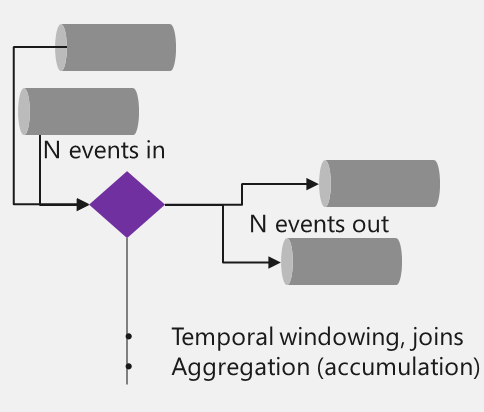 N events in
N events out
Temporal windowing, joins
Aggregation (accumulation)